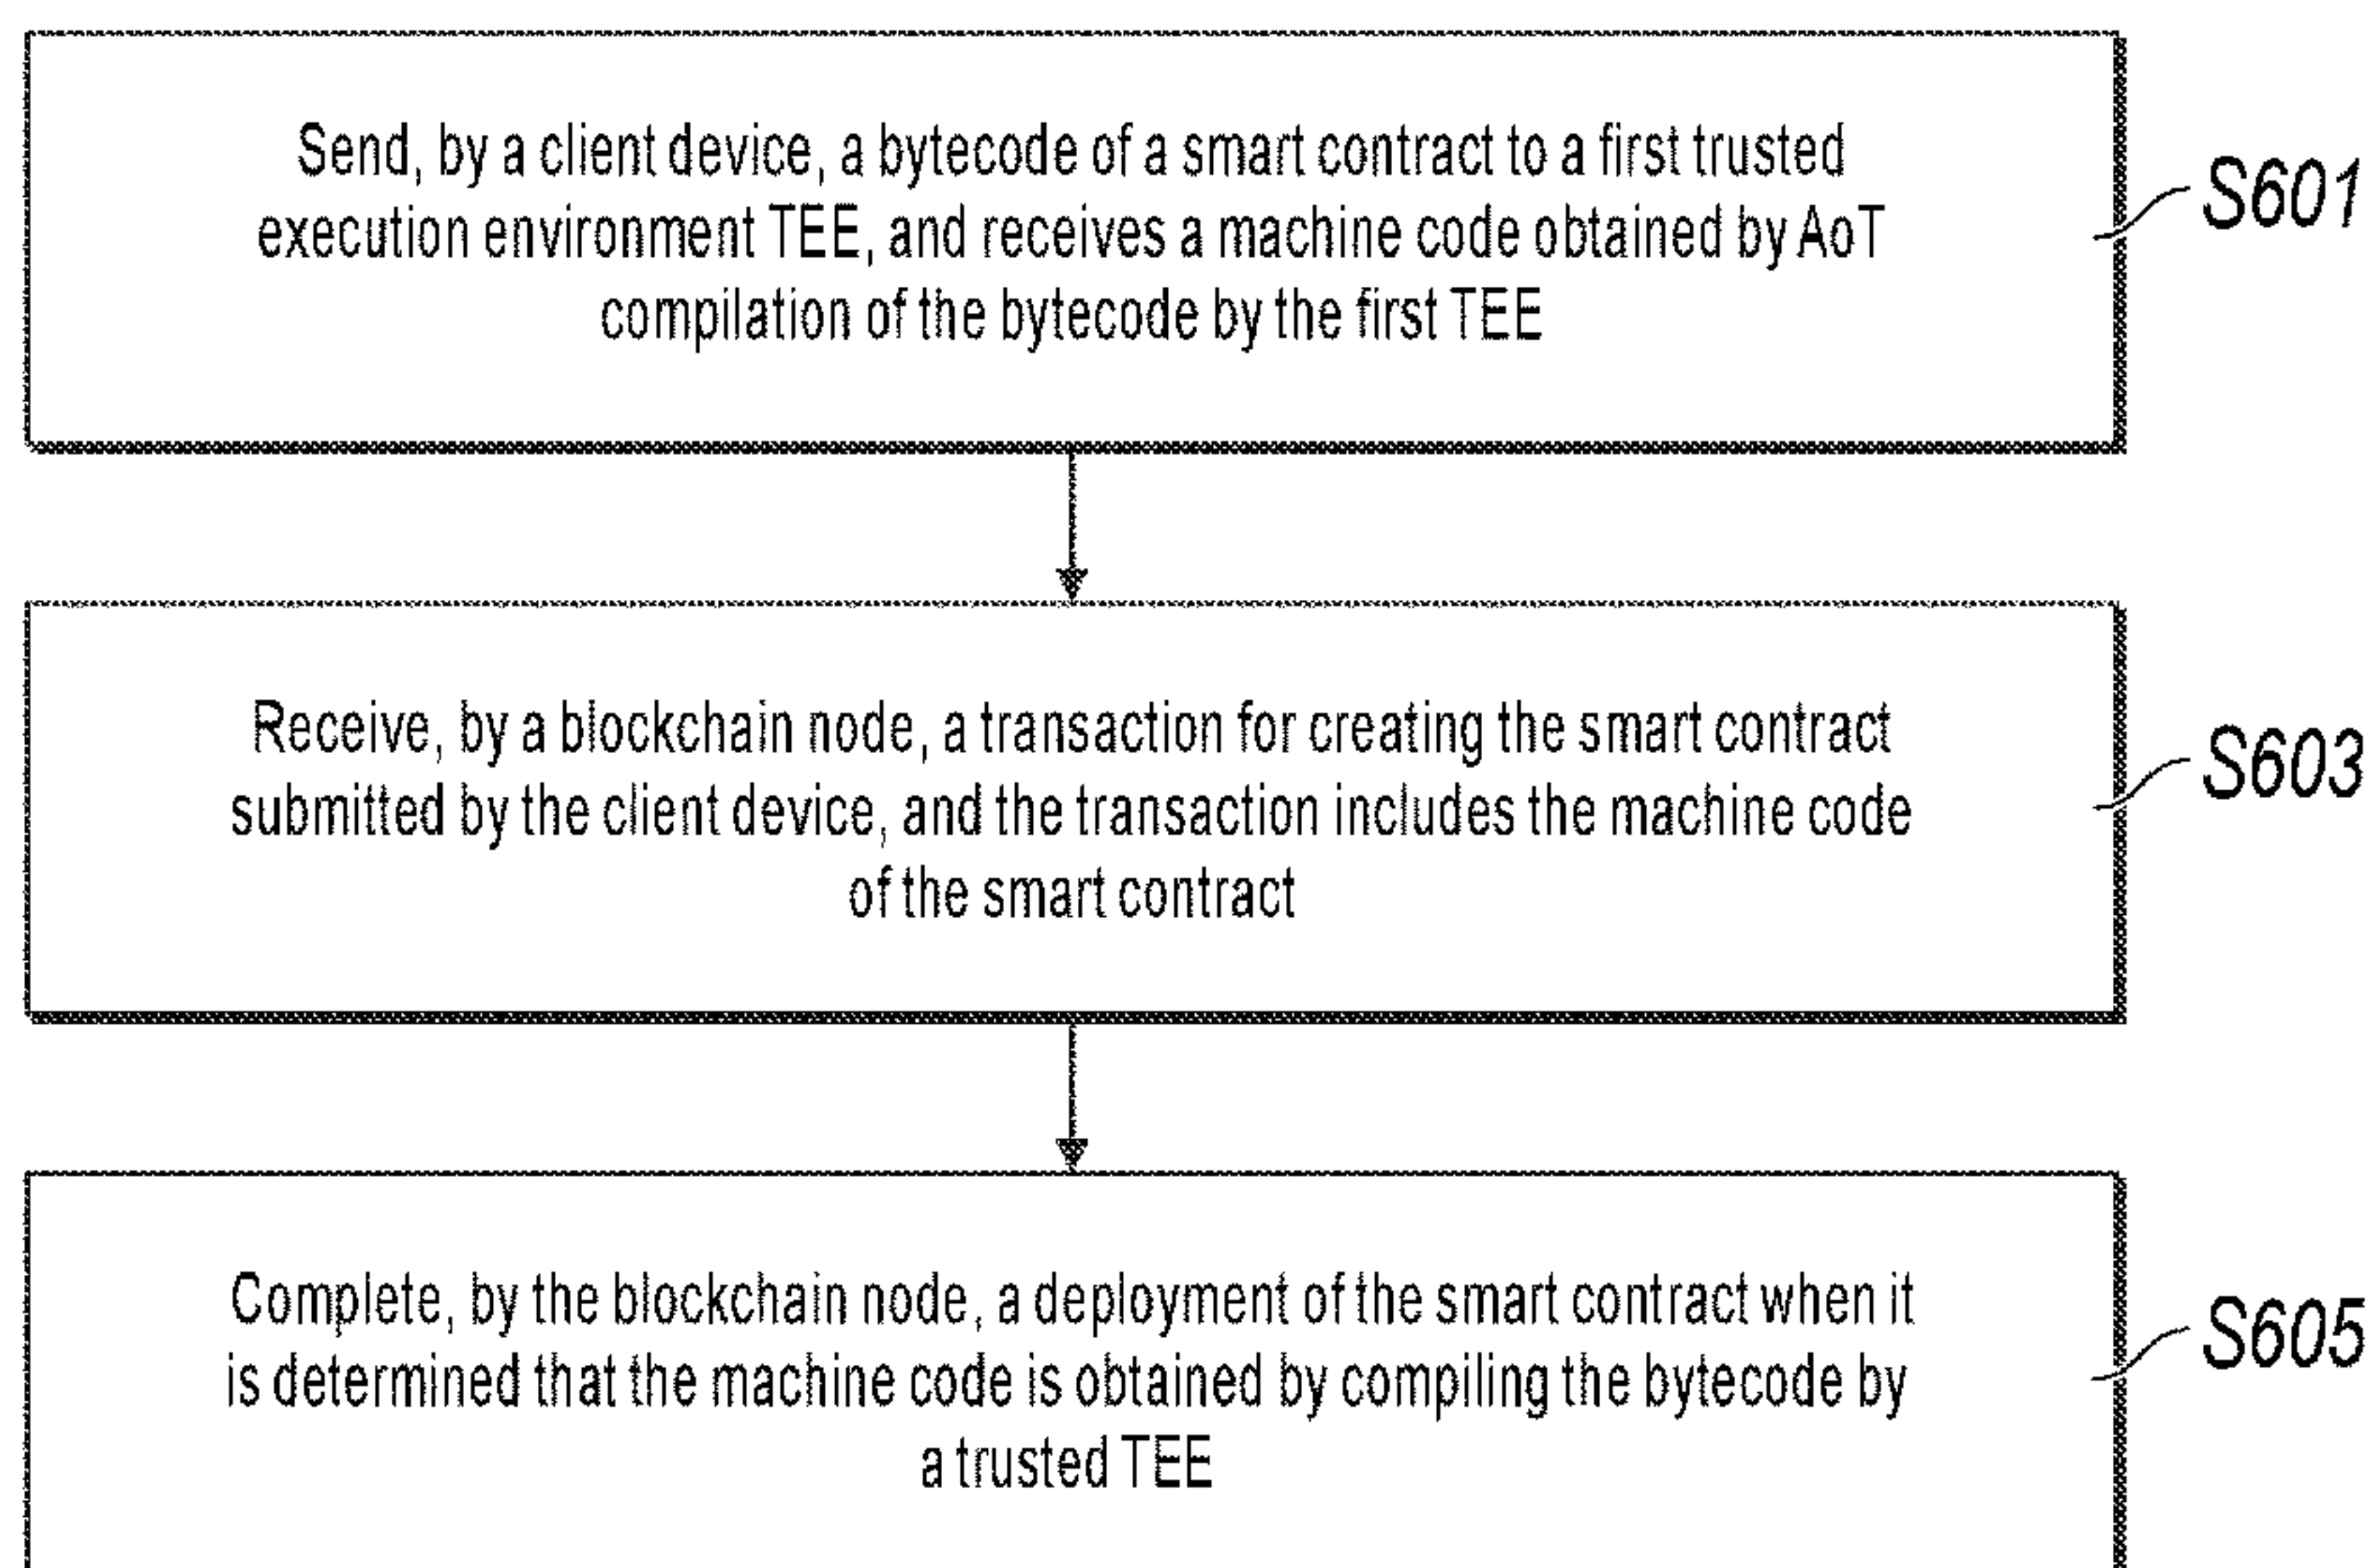 Send, by a client device, a bytecode of a smart contract to a first trusted
execution environment TEE, and receives a machine code obtained by AoT
compilation of the bytecode by the first TEE
S601
Receive, by a blockchain node, a transaction for creating the smart contract
submitted by the client device, and the transaction includes the machine code
of the smart contract
S603
Complete, by the blockchain node, a deployment of the smart contract when it
is determined that the machine code is obtained by compiling the bytecode by
a trusted TEE
S605